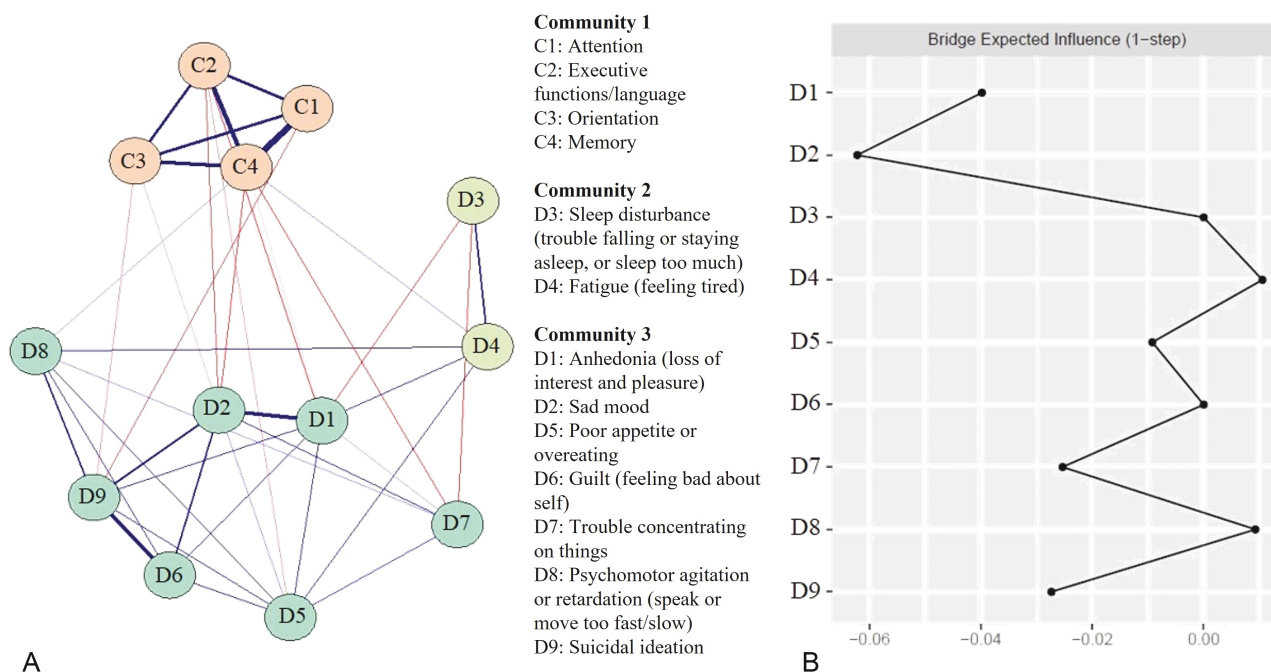 C2
C1
C3
C4
D3
D4
D8
D2
D1
D9
D7
D6
D5
A
Community 1
C1: Attention
C2: Executive
functions/language
C3: Orientation
C4: Memory
Community 2
D3: Sleep disturbance
(trouble falling or staying
asleep, or sleep too much)
D4: Fatigue (feeling tired)
Community 3
D1: Anhedonia (loss of
interest and pleasure)
D2: Sad mood
D5: Poor appetite or
overeating
D6: Guilt (feeling bad about
self)
D7: Trouble concentrating
on things
D8: Psychomotor agitation
or retardation (speak or
move too fast/slow)
D9: Suicidal ideation
Bridge Expected Influence (1−step)
D1
D2
D3
D4
D5
D6
D7
D8
D9
−0.06 −0.04 −0.02 0.00
B